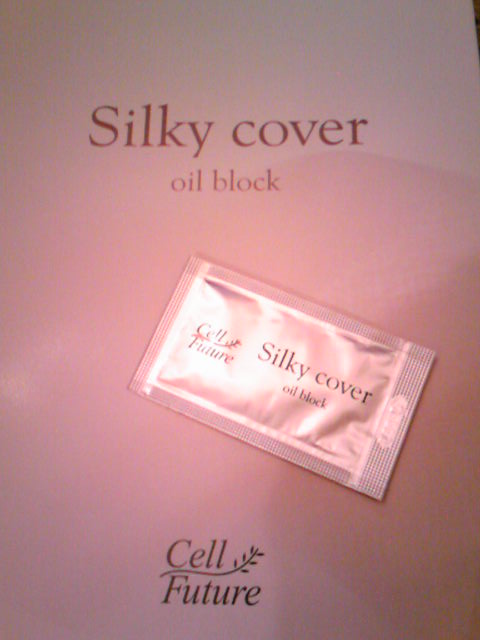 Silky cover
oil block
Cell
Future
Silky cover
oil block
Cell
Future